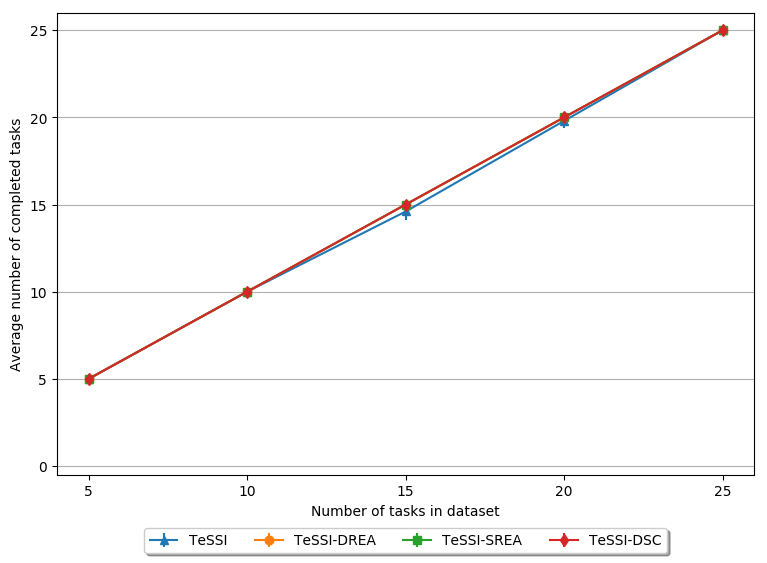 25
20
15
10
5
0
Average number of completed tasks
5 10 15 20 25
Number of tasks in dataset
TeSSI TeSSI-DREA TeSSI-SREA TeSSI-DSC